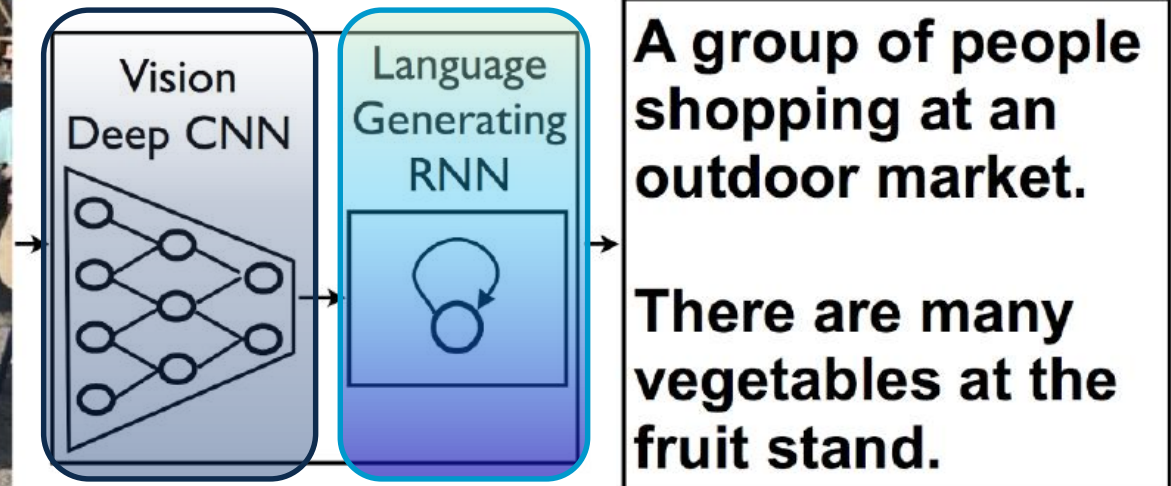 Vision
Deep CNN
Language
Generating
RNN
A group of people
shopping at an
outdoor market.
There are many
vegetables at the
fruit stand.